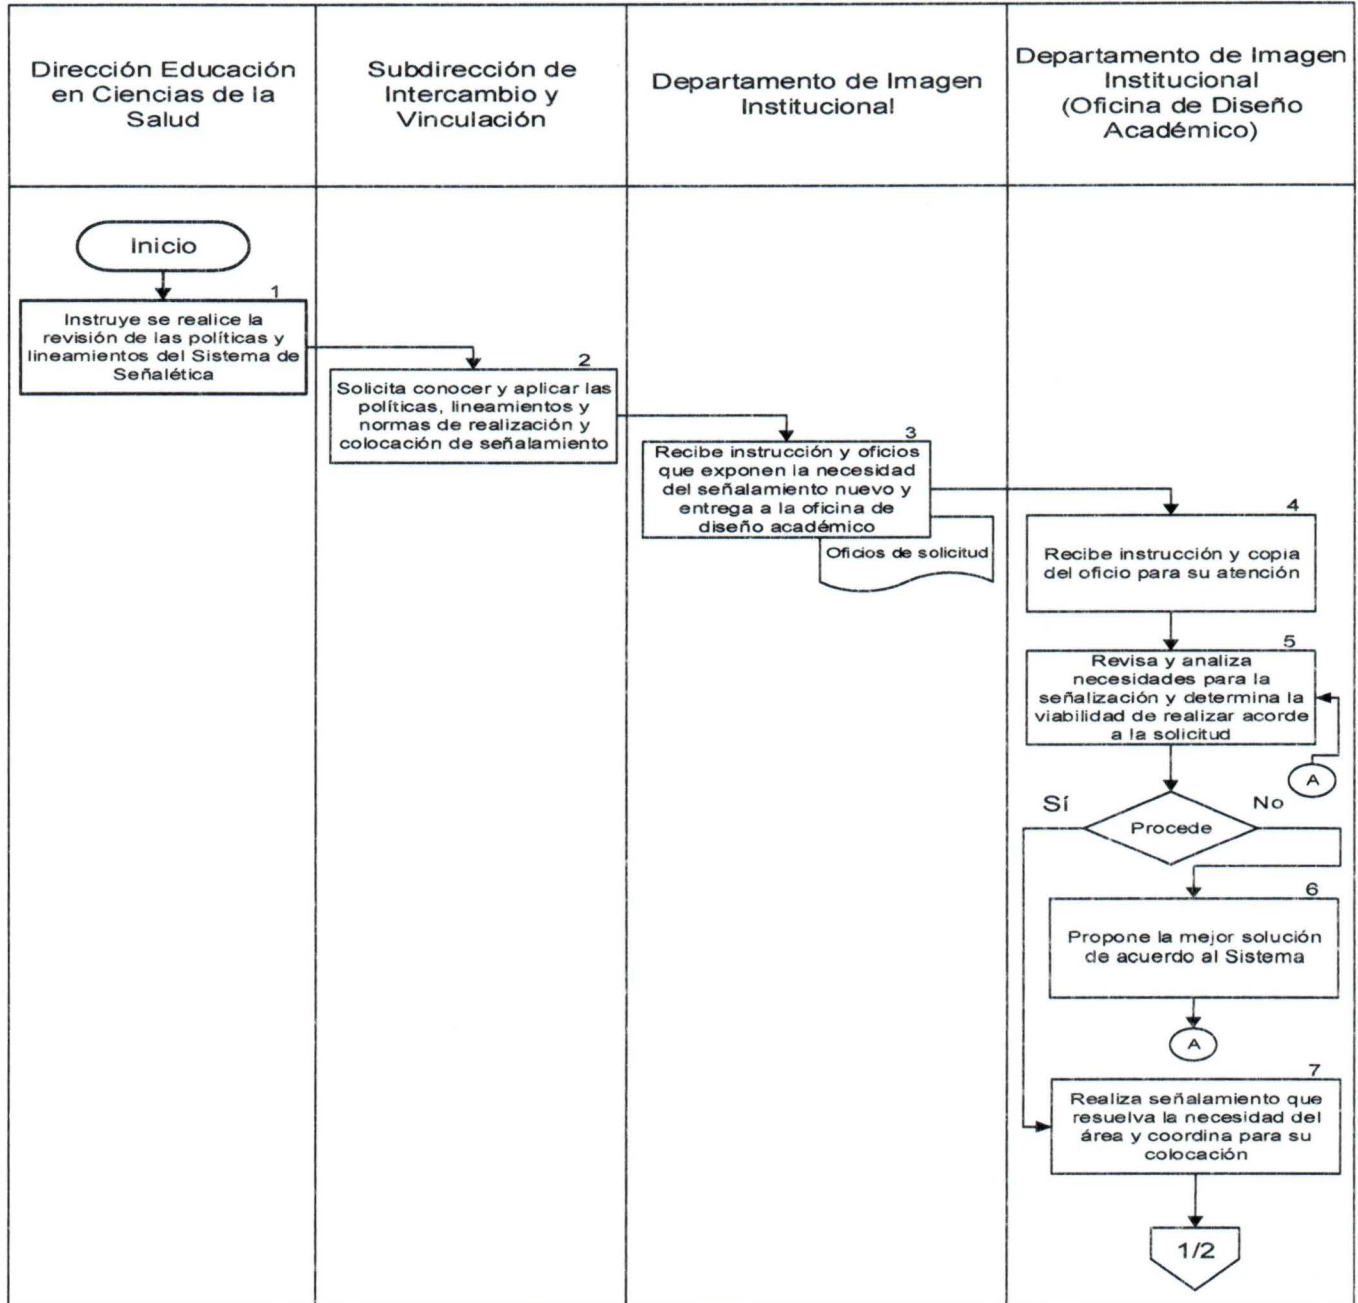 Dirección Educación
en Ciencias de la
Salud
Subdirección de
Intercambio y
Vinculación
Departamento de Imagen
Institucional
Departamento de Imagen
Institucional
(Oficina de Diseño
Académico)
Inicio
1
Instruye se realice la
revisión de las políticas y
lineamientos del Sistema de
Señalética
2
Solicita conocer y aplicar las
políticas, lineamientos y
normas de realización y
colocación de señalamiento
3
Recibe instrucción y oficios
que exponen la necesidad
del señalamiento nuevo y
entrega a la oficina de
diseño académico
Oficios de solicitud
4
Recibe instrucción y copia
del oficio para su atención
5
Revisa y analiza
necesidades para la
señalización y determina la
viabilidad de realizar acorde
a la solicitud
A
Sí
No
Procede
6
Propone la mejor solución
de acuerdo al Sistema
A
7
Realiza señalamiento que
resuelva la necesidad del
área y coordina para su
colocación
1/2